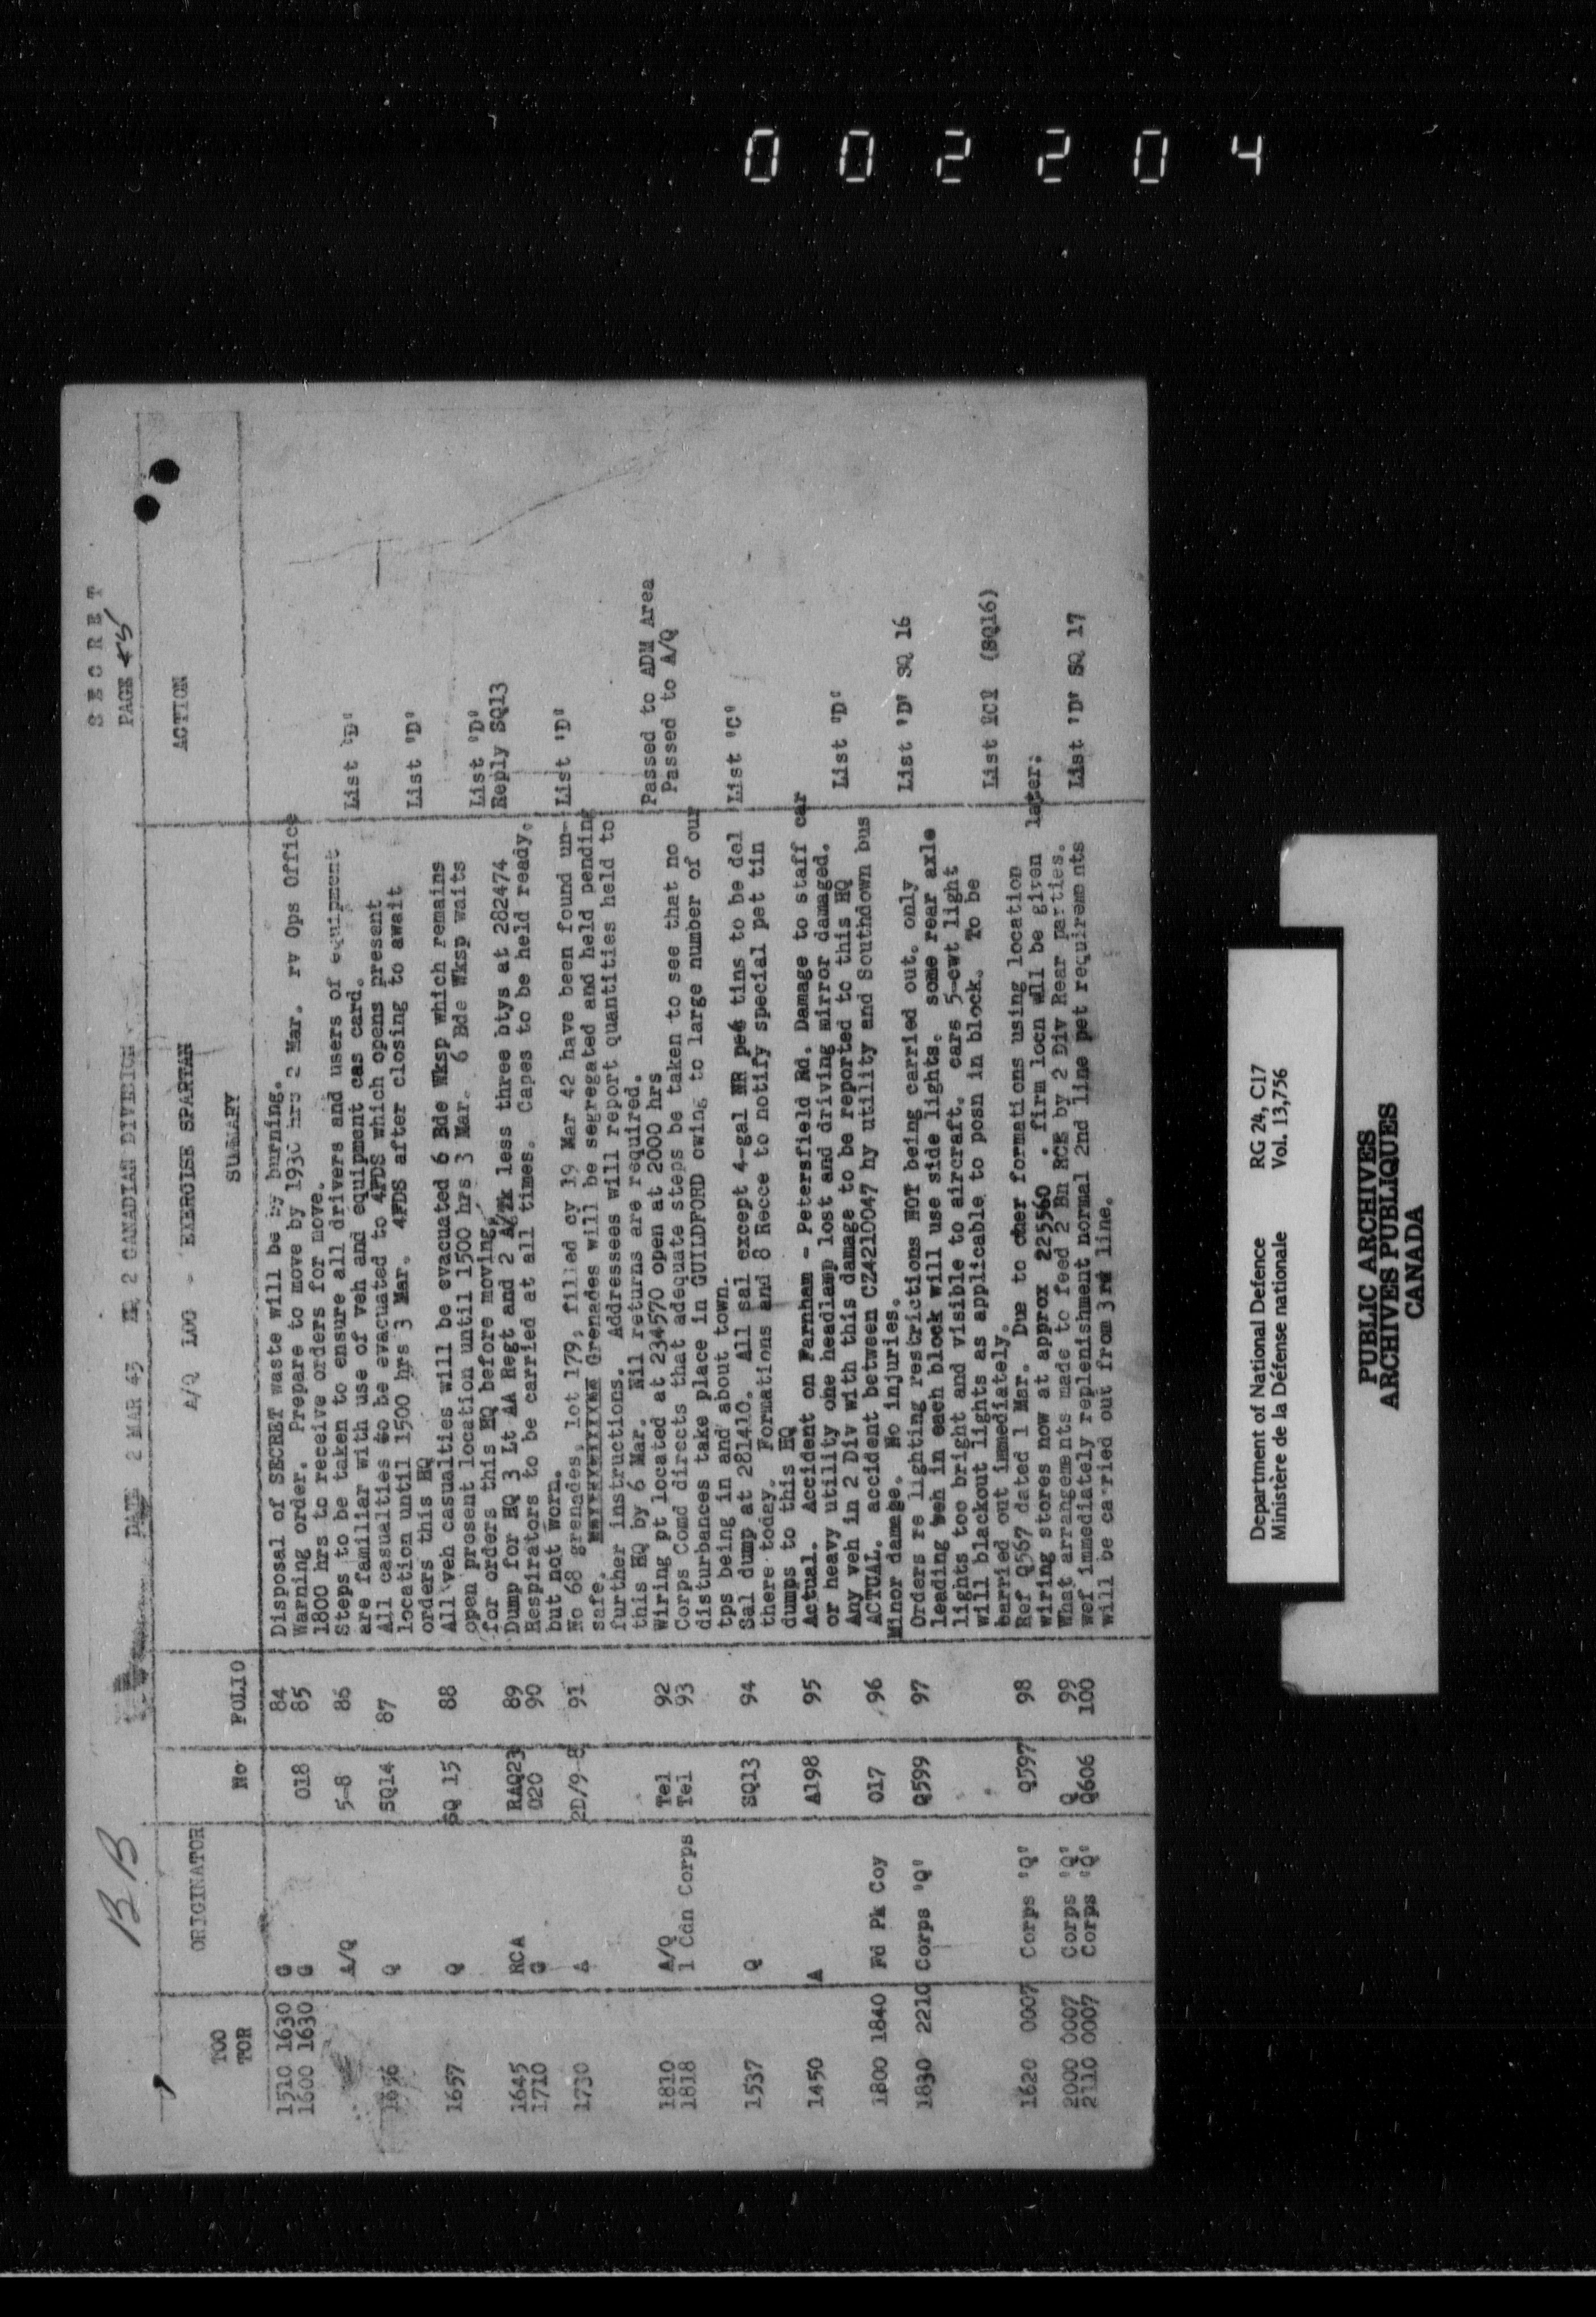 0 0 2 2 0 4
BB
S E C R E T
PAGE 45
DATE 2 MAR 43 HQ 2 CANADIAN DIVISION
A/Q LOG - EXERCISE SPARTAN
TOO TOR ORIGINATOR No FOLIO SUMMARY ACTION
1510 1630 G 84 Disposal of SECRET waste will be by burning.
1600 1630 G O18 85 Warning order. Prepare to move by 1930 hrs 2 Mar. rv Ops Office
1800 hrs to receive orders for move.
A/Q 5-8 86 Steps to be taken to ensure all drivers and users of equipment List 'D'
are familiar with use of veh and equipment cas card.
1656 Q SQ14 87 All casualties to be evacuated to 4FDS which opens present
location until 1500 hrs 3 Mar. 4FDS after closing to await List 'D'
orders this HQ
1657 Q SQ 15 88 All veh casualties will be evacuated 6 Bde Wksp which remains
open present location until 1500 hrs 3 Mar. 6 Bde Wksp waits List 'D'
for orders this HQ before moving. Reply SQ13
1645 RCA RAQ23 89 Dump for HQ 3 Lt AA Regt and 2 A/Tk less three btys at 282474
1710 G O20 90 Respirators to be carried at all times. Capes to be held ready,
but not worn.
1730 A 2D/9-8 91 No 68 grenades, lot 179, filled cy 19 Mar 42 have been found un- List 'D'
safe. Grenades will be segregated and held pending
further instructions. Addressees will report quantities held to
this HQ by 6 Mar. Nil returns are required.
1810 A/Q Tel 92 Wiring pt located at 234570 open at 2000 hrs Passed to ADM Area
1818 1 Cdn Corps Tel 93 Corps Comd directs that adequate steps be taken to see that no Passed to A/Q
disturbances take place in GUILDFORD owing to large number of our
tps being in and about town.
1537 Q SQ13 94 Sal dump at 281410. All sal except 4-gal NR pet tins to be del List 'C'
there today. Formations and 8 Recce to notify special pet tin
dumps to this HQ
1450 A A198 95 Actual. Accident on Farnham - Petersfield Rd. Damage to staff car
or heavy utility one headlamp lost and driving mirror damaged.
Any veh in 2 Div with this damage to be reported to this HQ List 'D'
1800 1840 Fd Pk Coy O17 96 ACTUAL. accident between CZ4210047 hy utility and Southdown bus
Minor damage. No injuries.
1830 2210 Corps 'Q' Q599 97 Orders re lighting restrictions NOT being carried out. only List 'D' SQ 16
leading veh in each block will use side lights. some rear axle
lights too bright and visible to aircraft. cars 5-cwt light
will blackout lights as applicable to posn in block. To be
carried out immediately. List 'C' (SQ16)
1620 0007 Corps 'Q' Q597 98 Ref Q567 dated 1 Mar. Due to other formations using location
wiring stores now at approx 225560 . firm locn wll be given later:
2000 0007 Corps 'Q' Q 99 What arrangements made to feed 2 Bn RCE by 2 Div Rear parties.
2110 0007 Corps 'Q' Q606 100 wef immediately replenishment normal 2nd line pet requirements List 'D' SQ 17
will be carried out from 3rd line.
Department of National Defence RG 24, C17
Ministère de la Défense nationale Vol. 13,756
PUBLIC ARCHIVES
ARCHIVES PUBLIQUES
CANADA